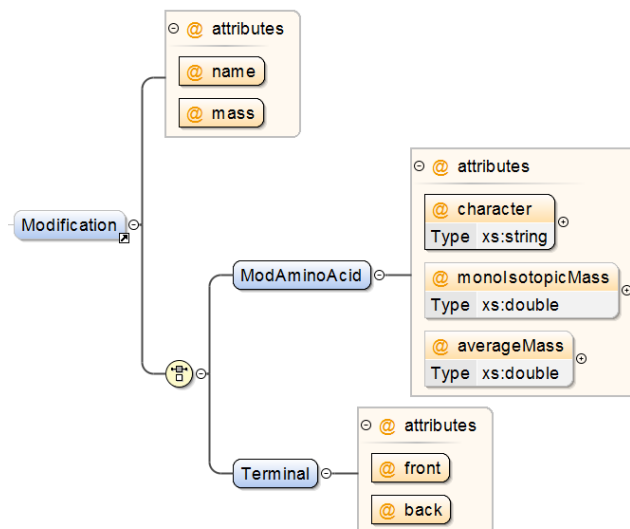 @ attributes
@ name
@ mass
Modification
@ attributes
@ character
Type xs:string
ModAminoAcid
@ monoIsotopicMass
Type xs:double
@ averageMass
Type xs:double
@ attributes
Terminal
@ front
@ back